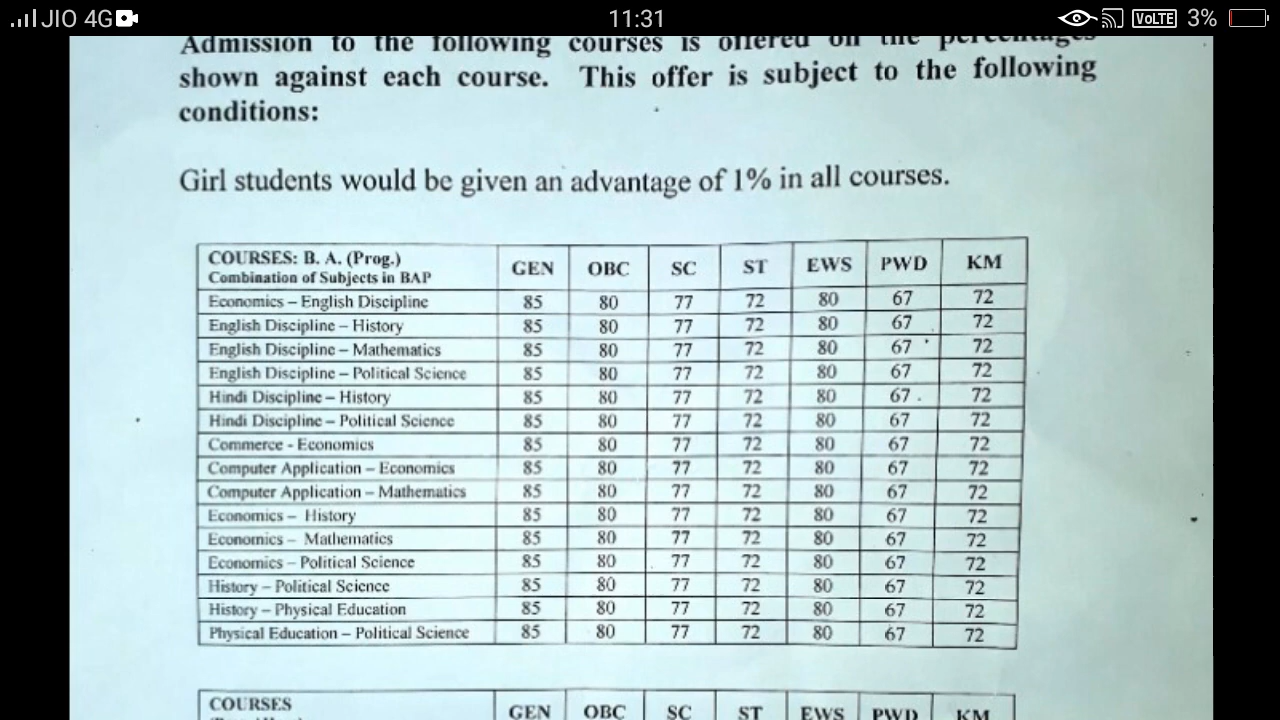 JIO 4G 11:31 VoLTE 3%
Admission to the following courses is offered on the percentages
shown against each course. This offer is subject to the following
conditions:
Girl students would be given an advantage of 1% in all courses.
COURSES: B. A. (Prog.)
Combination of Subjects in BAP GEN OBC SC ST EWS PWD KM
Economics – English Discipline 85 80 77 72 80 67 72
English Discipline – History 85 80 77 72 80 67 72
English Discipline – Mathematics 85 80 77 72 80 67 72
English Discipline – Political Science 85 80 77 72 80 67 72
Hindi Discipline – History 85 80 77 72 80 67 72
Hindi Discipline – Political Science 85 80 77 72 80 67 72
Commerce - Economics 85 80 77 72 80 67 72
Computer Application – Economics 85 80 77 72 80 67 72
Computer Application – Mathematics 85 80 77 72 80 67 72
Economics – History 85 80 77 72 80 67 72
Economics – Mathematics 85 80 77 72 80 67 72
Economics – Political Science 85 80 77 72 80 67 72
History – Political Science 85 80 77 72 80 67 72
History – Physical Education 85 80 77 72 80 67 72
Physical Education – Political Science 85 80 77 72 80 67 72
COURSES GEN OBC SC ST EWS PWD KM